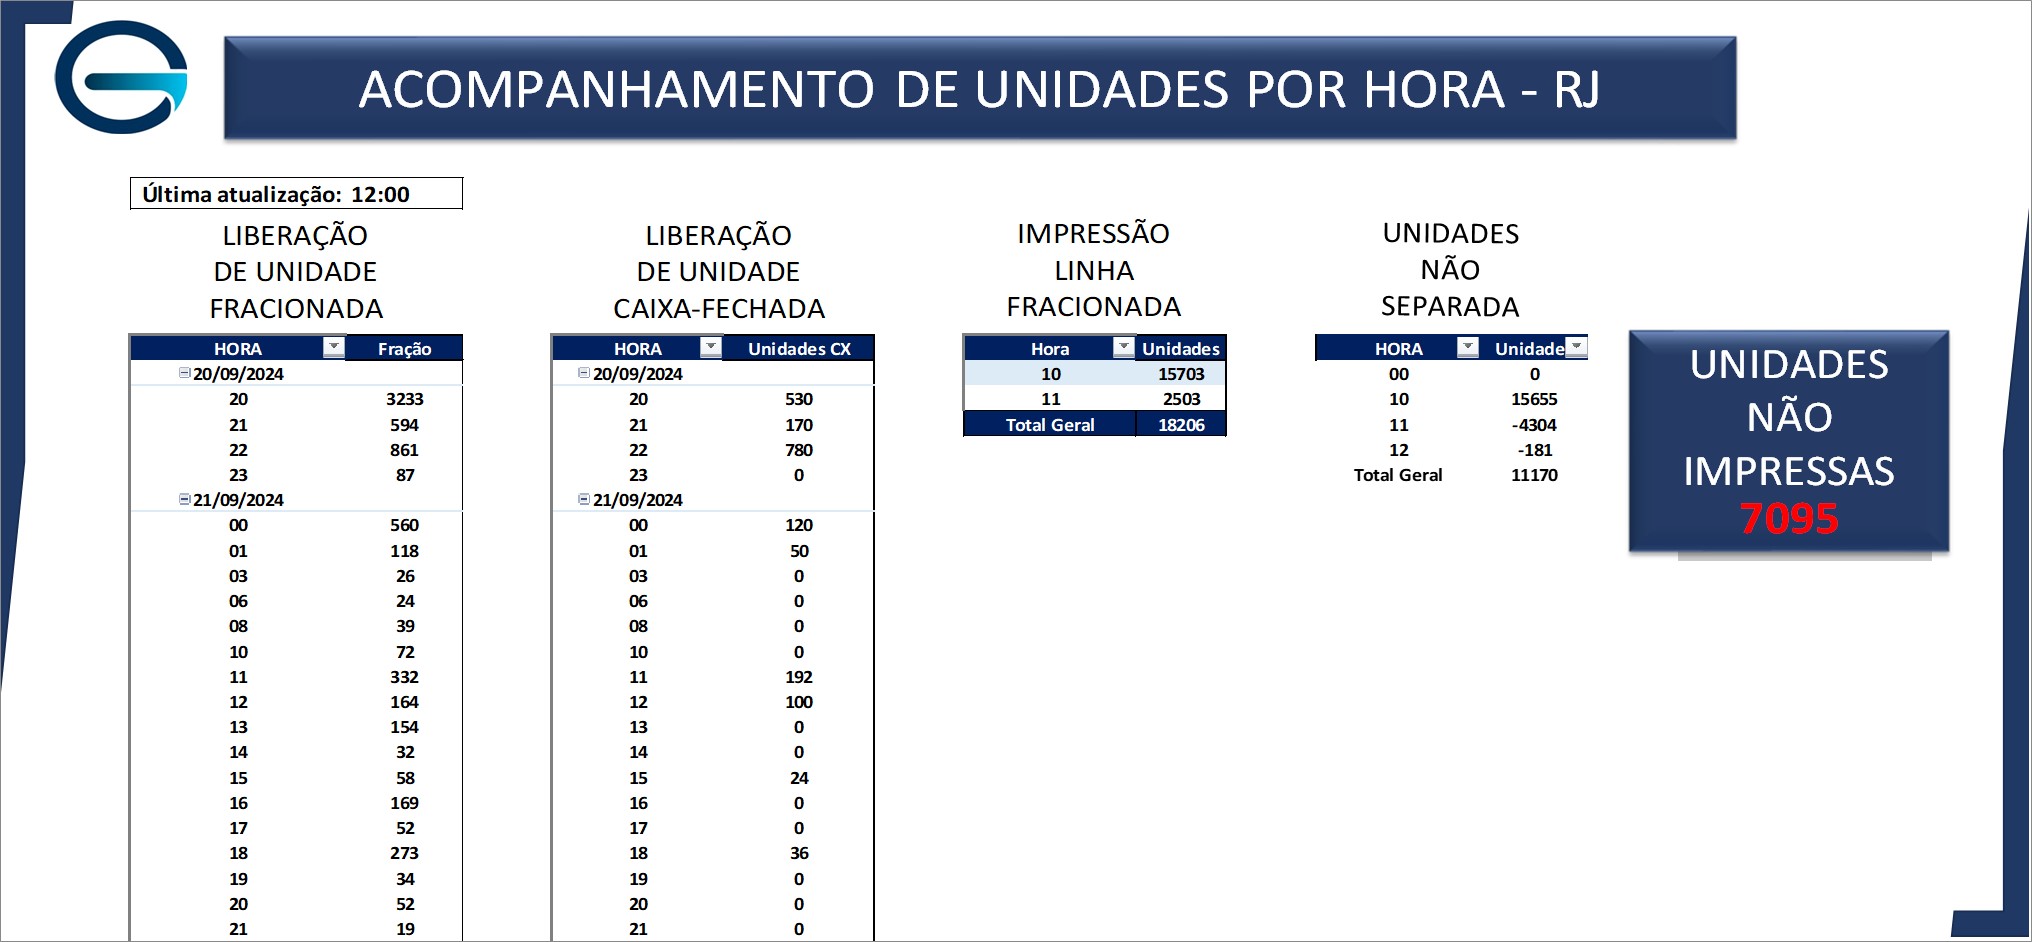 ACOMPANHAMENTO DE UNIDADES POR HORA - RJ
Última atualização: 12:00
LIBERAÇÃO
DE UNIDADE
FRACIONADA
HORA Fração
20/09/2024
20 3233
21 594
22 861
23 87
21/09/2024
00 560
01 118
03 26
06 24
08 39
10 72
11 332
12 164
13 154
14 32
15 58
16 169
17 52
18 273
19 34
20 52
21 19
LIBERAÇÃO
DE UNIDADE
CAIXA-FECHADA
HORA Unidades CX
20/09/2024
20 530
21 170
22 780
23 0
21/09/2024
00 120
01 50
03 0
06 0
08 0
10 0
11 192
12 100
13 0
14 0
15 24
16 0
17 0
18 36
19 0
20 0
21 0
IMPRESSÃO
LINHA
FRACIONADA
Hora Unidades
10 15703
11 2503
Total Geral 18206
UNIDADES
NÃO
SEPARADA
HORA Unidade
00 0
10 15655
11 -4304
12 -181
Total Geral 11170
UNIDADES
NÃO
IMPRESSAS
7095